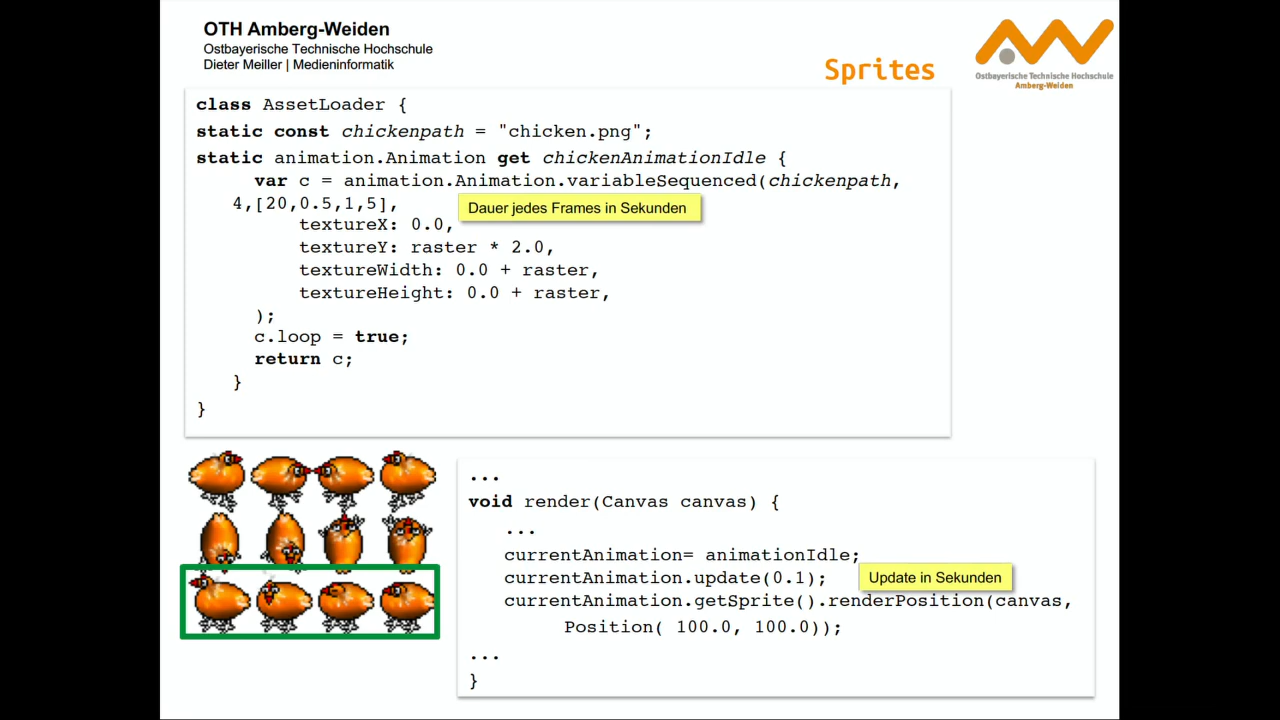 OTH Amberg-Weiden
Ostbayerische Technische Hochschule
Dieter Meiller | Medieninformatik
Sprites
Ostbayerische Technische Hochschule
Amberg-Weiden
class AssetLoader {
static const chickenpath = "chicken.png";
static animation.Animation get chickenAnimationIdle {
var c = animation.Animation.variableSequenced(chickenpath,
4,[20,0.5,1,5],
Dauer jedes Frames in Sekunden
textureX: 0.0,
textureY: raster * 2.0,
textureWidth: 0.0 + raster,
textureHeight: 0.0 + raster,
);
c.loop = true;
return c;
}
}
...
void render(Canvas canvas) {
...
currentAnimation= animationIdle;
currentAnimation.update(0.1);
Update in Sekunden
currentAnimation.getSprite().renderPosition(canvas,
Position( 100.0, 100.0));
...
}